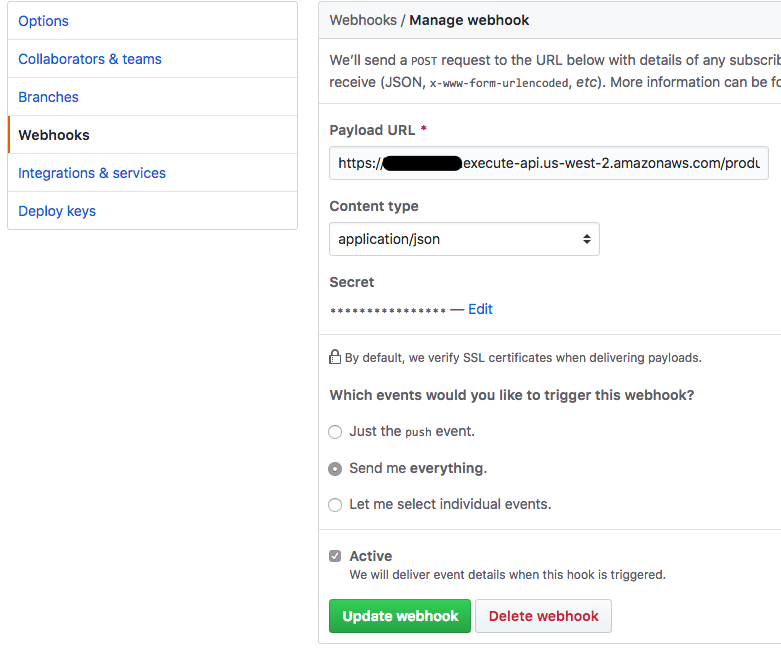 Options
Collaborators & teams
Branches
Webhooks
Integrations & services
Deploy keys
Webhooks / Manage webhook
We'll send a POST request to the URL below with details of any
receive (JSON, x-www-form-urlencoded, etc). More information can be
Payload URL *
https:// execute-api.us-west-2.amazonaws.com/produ
Content type
application/json
Secret
**************** — Edit
By default, we verify SSL certificates when delivering payloads.
Which events would you like to trigger this webhook?
Just the push event.
Send me everything.
Let me select individual events.
Active
We will deliver event details when this hook is triggered.
Update webhook
Delete webhook